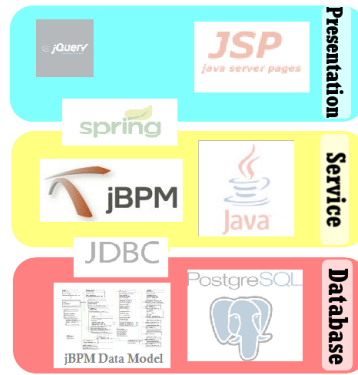 jQuery
JSP
java server pages
Presentation
spring
jBPM
Java
Service
JDBC
PostgreSQL
jBPM Data Model
Database